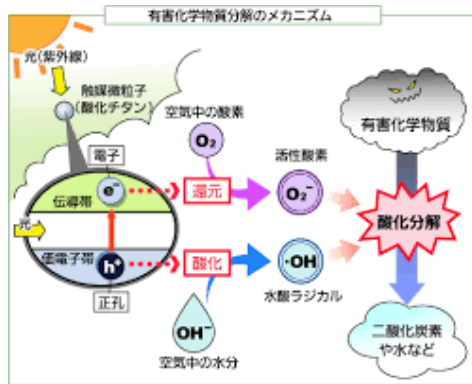 有害化学物質分解のメカニズム
光(紫外線)
触媒微粒子
(酸化チタン)
空気中の酸素
O₂
有害化学物質
電子
e⁻
伝導帯
還元
活性酸素
O₂⁻
酸化分解
光
価電子帯
h⁺
正孔
酸化
·OH
水酸ラジカル
OH⁻
空気中の水分
二酸化炭素
や水など